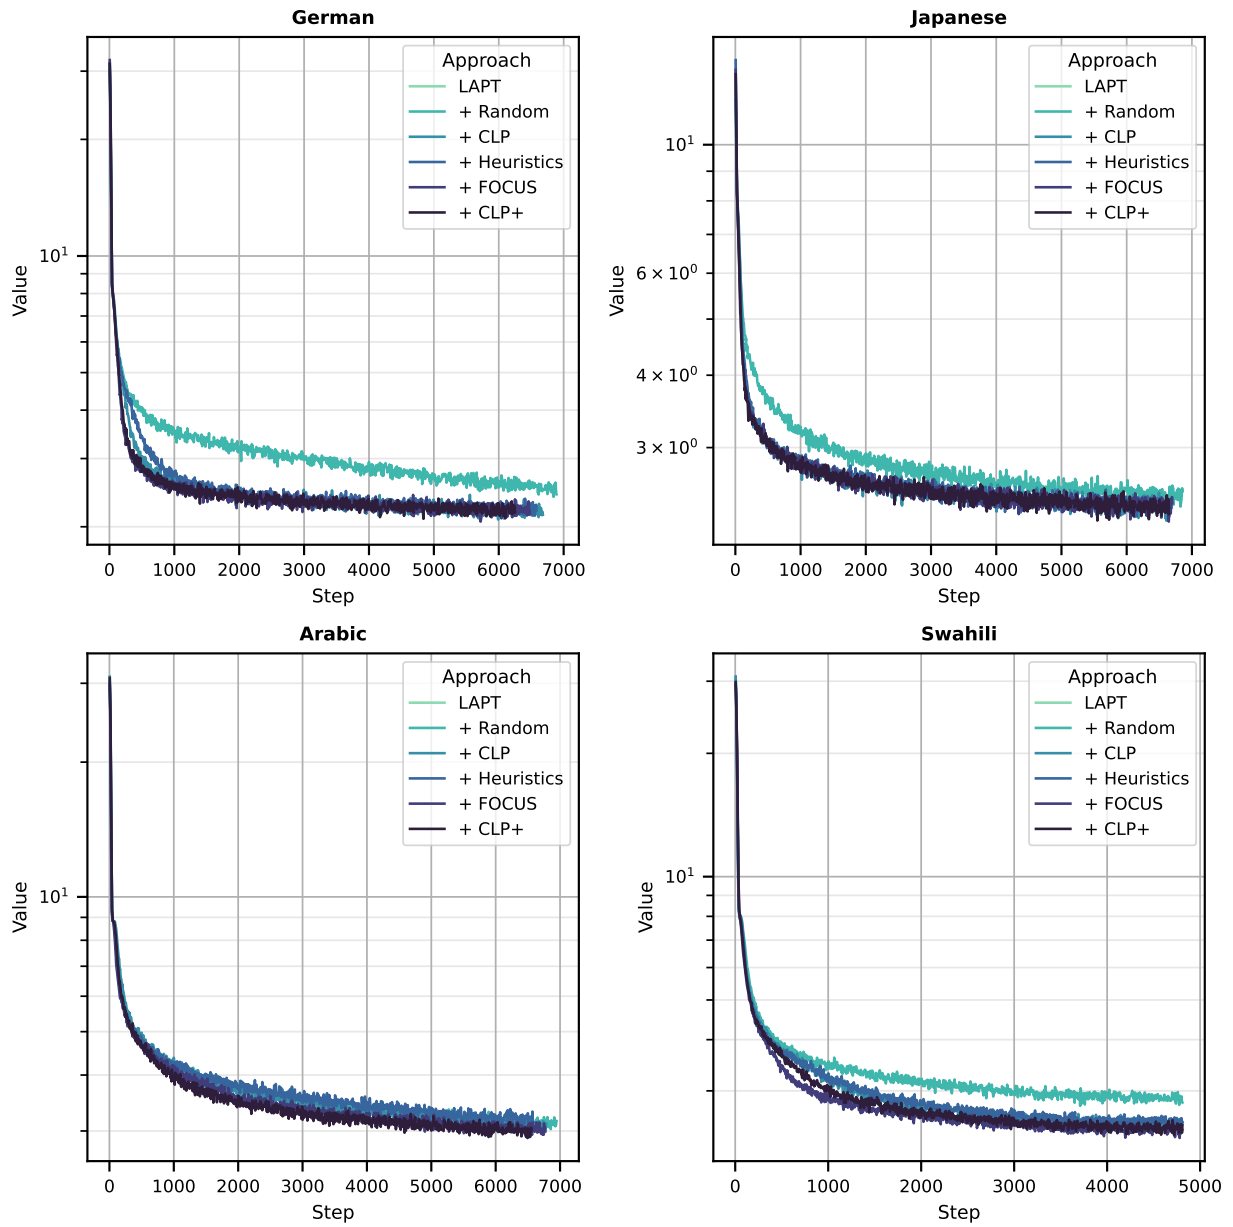 German
Value
10¹
Approach
LAPT
+ Random
+ CLP
+ Heuristics
+ FOCUS
+ CLP+
0 1000 2000 3000 4000 5000 6000 7000
Step
Japanese
Value
10¹
6 × 10⁰
4 × 10⁰
3 × 10⁰
Approach
LAPT
+ Random
+ CLP
+ Heuristics
+ FOCUS
+ CLP+
0 1000 2000 3000 4000 5000 6000 7000
Step
Arabic
Value
10¹
Approach
LAPT
+ Random
+ CLP
+ Heuristics
+ FOCUS
+ CLP+
0 1000 2000 3000 4000 5000 6000 7000
Step
Swahili
Value
10¹
Approach
LAPT
+ Random
+ CLP
+ Heuristics
+ FOCUS
+ CLP+
0 1000 2000 3000 4000 5000
Step